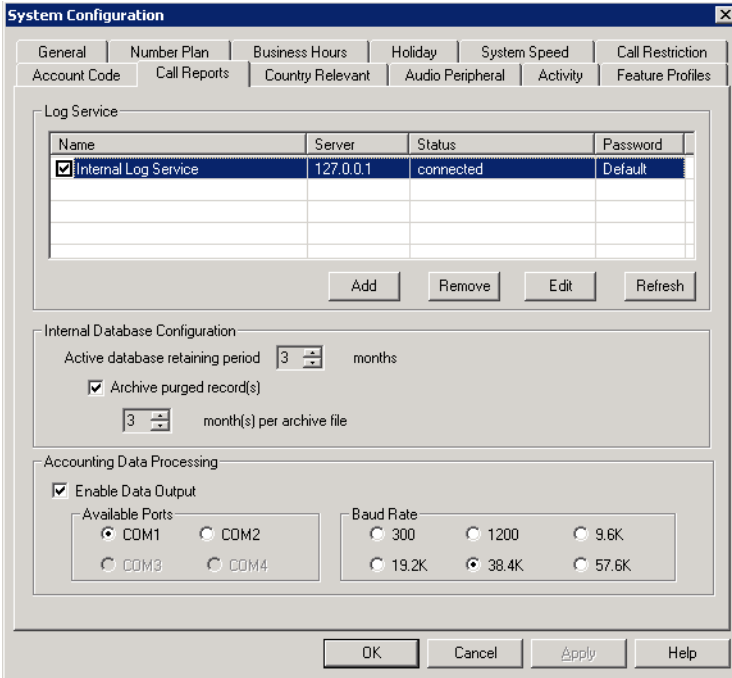 System Configuration
General Number Plan Business Hours Holiday System Speed Call Restriction
Account Code Call Reports Country Relevant Audio Peripheral Activity Feature Profiles
Log Service
Name Server Status Password
Internal Log Service 127.0.0.1 connected Default
Add Remove Edit Refresh
Internal Database Configuration
Active database retaining period 3 months
Archive purged record(s)
3 month(s) per archive file
Accounting Data Processing
Enable Data Output
Available Ports Baud Rate
COM1 COM2 300 1200 9.6K
COM3 COM4 19.2K 38.4K 57.6K
OK Cancel Apply Help